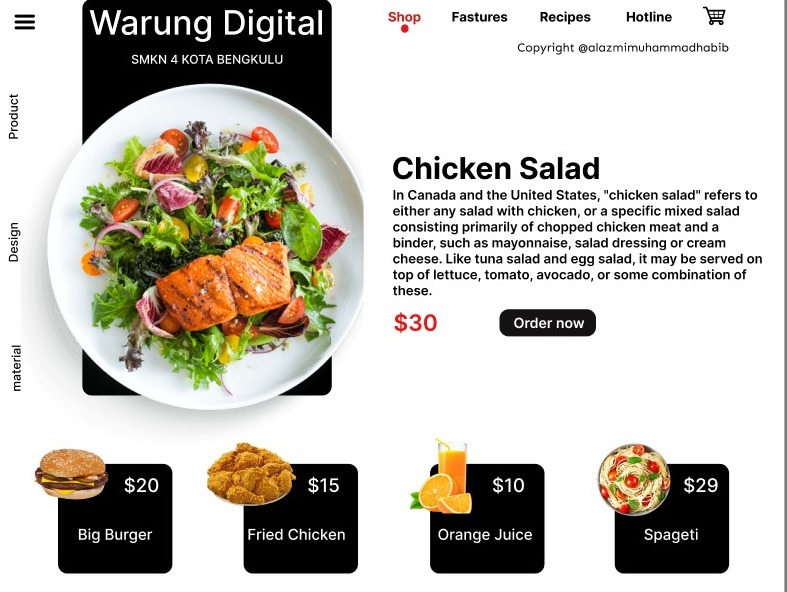 Warung Digital
SMKN 4 KOTA BENGKULU
Shop
Fastures
Recipes
Hotline
Copyright @alazmimuhammadhabib
Product
Design
material
Chicken Salad
In Canada and the United States, "chicken salad" refers to
either any salad with chicken, or a specific mixed salad
consisting primarily of chopped chicken meat and a
binder, such as mayonnaise, salad dressing or cream
cheese. Like tuna salad and egg salad, it may be served on
top of lettuce, tomato, avocado, or some combination of
these.
$30
Order now
$20
Big Burger
$15
Fried Chicken
$10
Orange Juice
$29
Spageti